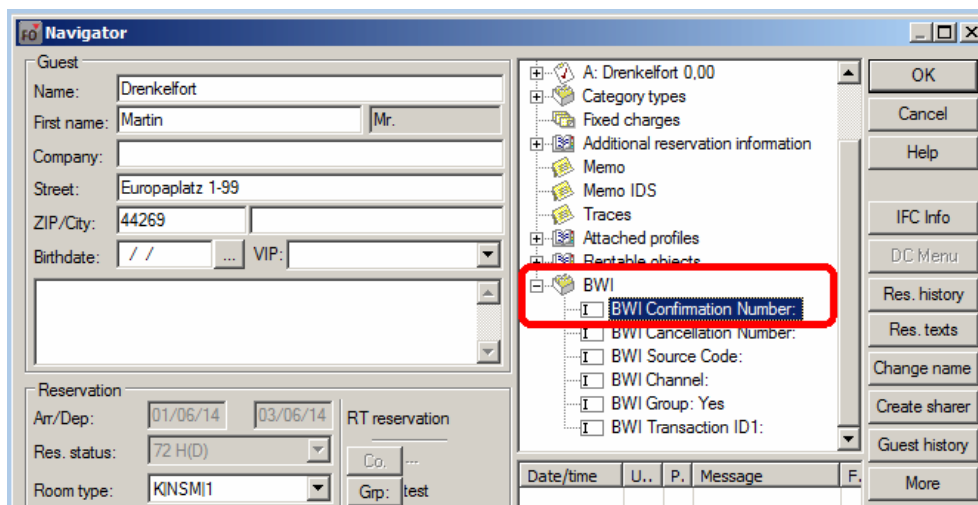 FO Navigator
Guest
Name: Drenkelfort
First name: Martin Mr.
Company:
Street: Europaplatz 1-99
ZIP/City: 44269
Birthdate: / / ... VIP:
Reservation
Arr/Dep: 01/06/14 03/06/14 RT reservation
Res. status: 72 H(D) Co. ---
Room type: K|NSM|1 Grp: test
A: Drenkelfort 0,00
Category types
Fixed charges
Additional reservation information
Memo
Memo IDS
Traces
Attached profiles
Rentable objects
BWI
BWI Confirmation Number:
BWI Cancellation Number:
BWI Source Code:
BWI Channel:
BWI Group: Yes
BWI Transaction ID1:
Date/time U.. P. Message F.
OK
Cancel
Help
IFC Info
DC Menu
Res. history
Res. texts
Change name
Create sharer
Guest history
More